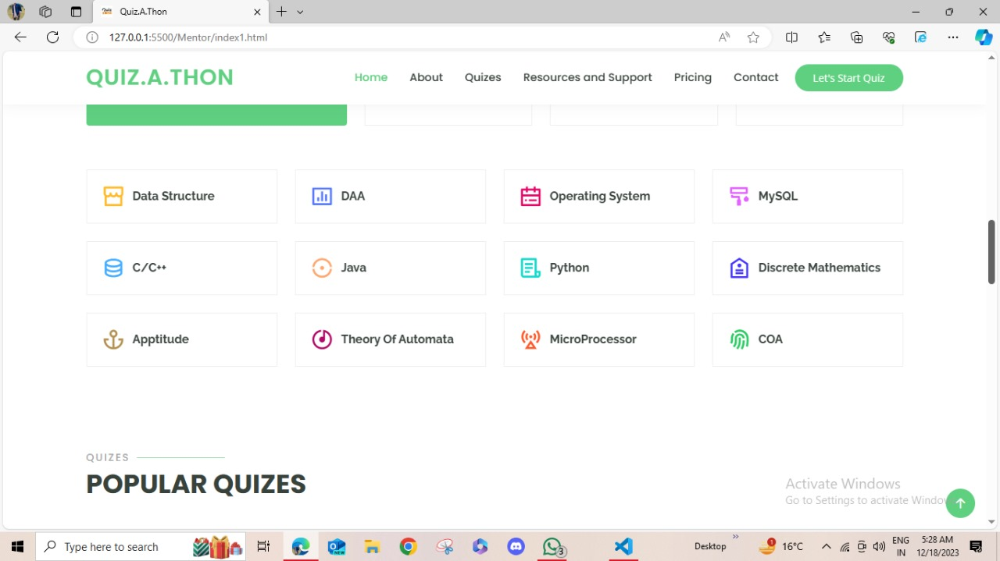 Quiz.A.Thon
127.0.0.1:5500/Mentor/index1.html
QUIZ.A.THON
Home About Quizes Resources and Support Pricing Contact Let's Start Quiz
Data Structure DAA Operating System MySQL
C/C++ Java Python Discrete Mathematics
Apptitude Theory Of Automata MicroProcessor COA
QUIZES
POPULAR QUIZES
Activate Windows
Go to Settings to activate Window
Type here to search Desktop 1 16°C ENG 5:28 AM
3 IN 12/18/2023